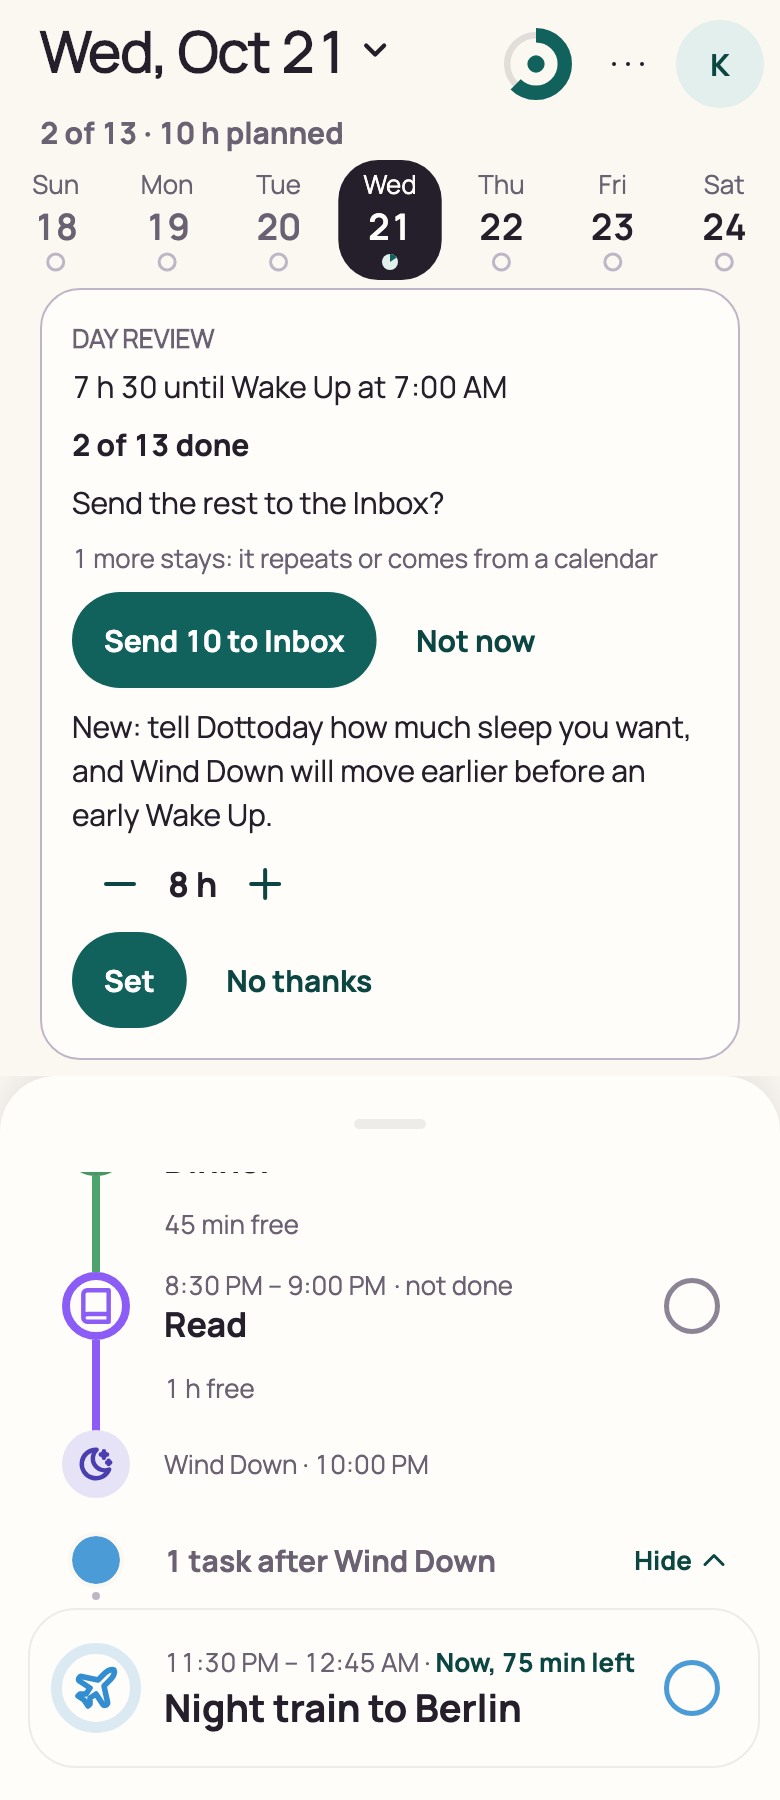 Wed, Oct 21
K
2 of 13 · 10 h planned
Sun Mon Tue Wed Thu Fri Sat
18 19 20 21 22 23 24
DAY REVIEW
7 h 30 until Wake Up at 7:00 AM
2 of 13 done
Send the rest to the Inbox?
1 more stays: it repeats or comes from a calendar
Send 10 to Inbox Not now
New: tell Dottoday how much sleep you want,
and Wind Down will move earlier before an
early Wake Up.
8 h
Set No thanks
45 min free
8:30 PM – 9:00 PM · not done
Read
1 h free
Wind Down · 10:00 PM
1 task after Wind Down Hide
11:30 PM – 12:45 AM · Now, 75 min left
Night train to Berlin